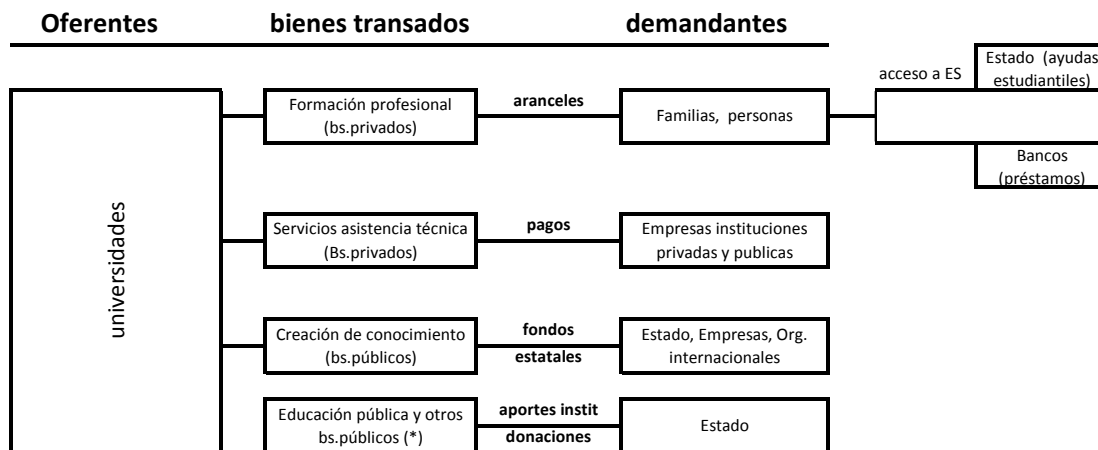 Oferentes bienes transados demandantes
acceso a ES
Estado (ayudas
estudiantiles)
Formación profesional
(bs.privados)
aranceles
Familias, personas
Bancos
(préstamos)
universidades
Servicios asistencia técnica
(Bs.privados)
pagos
Empresas instituciones
privadas y publicas
Creación de conocimiento
(bs.públicos)
fondos
estatales
Estado, Empresas, Org.
internacionales
Educación pública y otros
bs.públicos (*)
aportes instit
donaciones
Estado